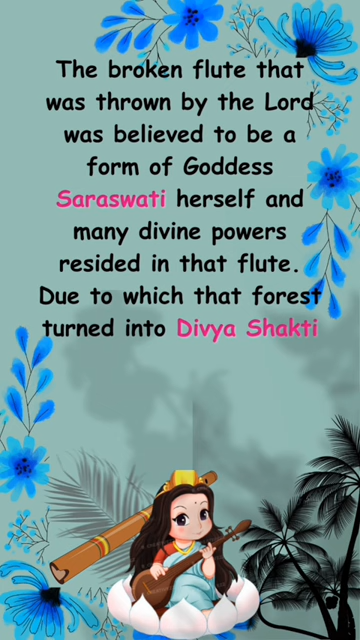 The broken flute that
was thrown by the Lord
was believed to be a
form of Goddess
Saraswati herself and
many divine powers
resided in that flute.
Due to which that forest
turned into Divya Shakti